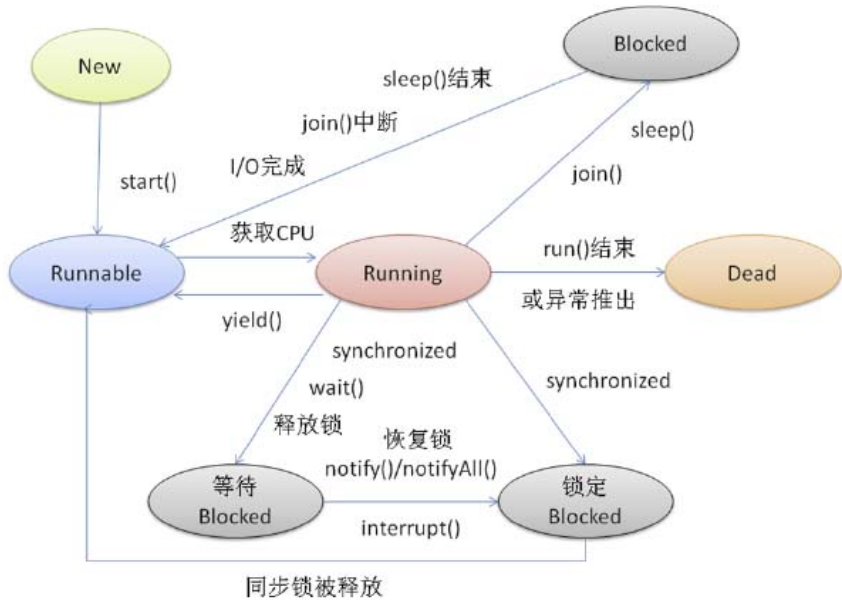 Blocked
New
sleep()结束
join()中断
sleep()
I/O完成
join()
start()
获取CPU
run()结束
Runnable
Running
Dead
或异常推出
yield()
synchronized
wait()
synchronized
释放锁
恢复锁
notify()/notifyAll()
等待
Blocked
锁定
Blocked
interrupt()
同步锁被释放